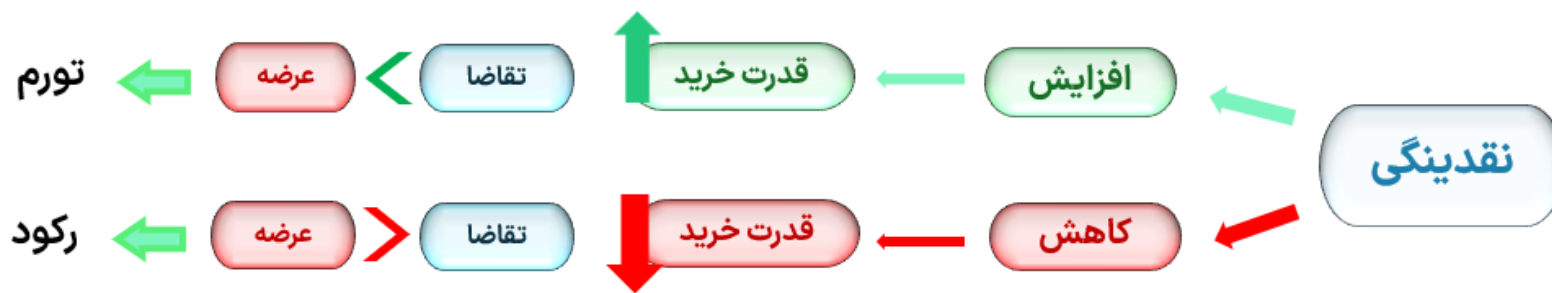 نقدینگی
افزایش
قدرت خرید
تقاضا
عرضه
تورم
کاهش
قدرت خرید
تقاضا
عرضه
رکود